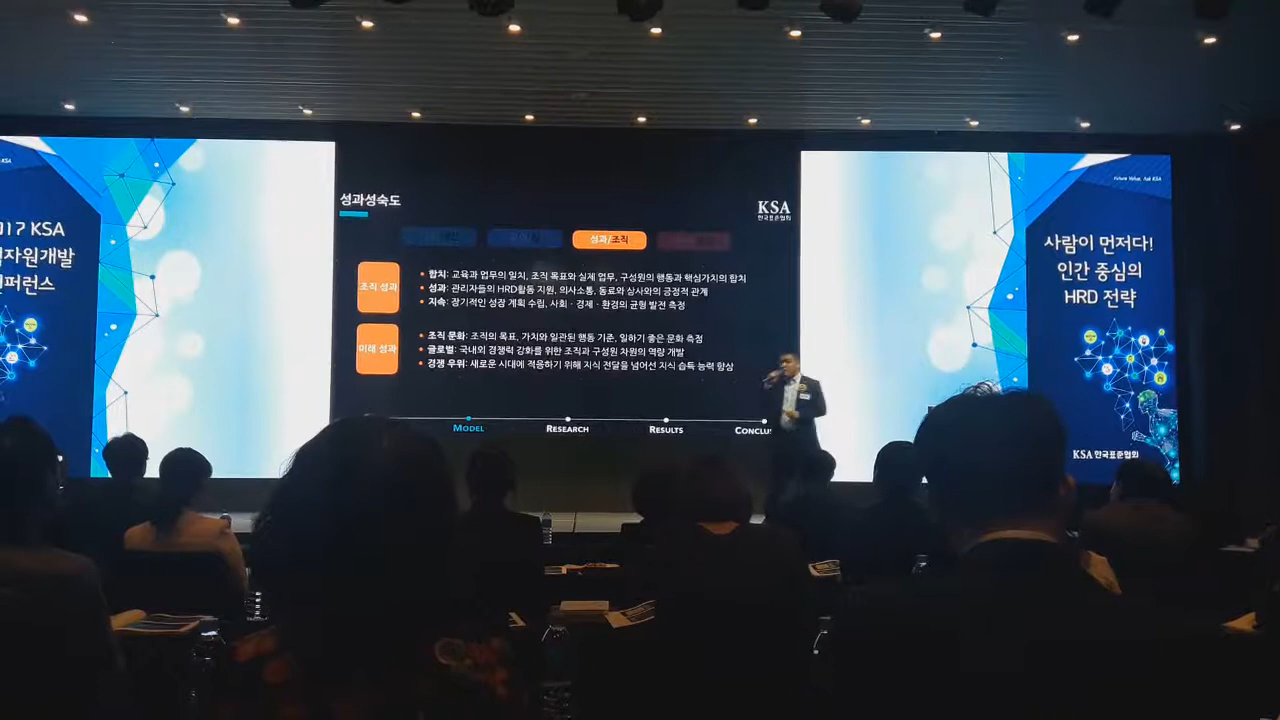 017 KSA
자원개발
퍼런스
성과성숙도
KSA
한국표준협회
성과/조직
조직 성과
• 합치: 교육과 업무의 일치, 조직 목표와 실제 업무, 구성원의 행동과 핵심가치의 합치
• 성과: 관리자들의 HRD활동 지원, 의사소통, 동료와 상사와의 긍정적 관계
• 지속: 장기적인 성장 계획 수립, 사회 · 경제 · 환경의 균형 발전 측정
미래 성과
• 조직 문화: 조직의 목표, 가치와 일관된 행동 기준, 일하기 좋은 문화 측정
• 글로벌: 국내외 경쟁력 강화를 위한 조직과 구성원 차원의 역량 개발
• 경쟁 우위: 새로운 시대에 적응하기 위해 지식 전달을 넘어선 지식 습득 능력 향상
MODEL
RESEARCH
RESULTS
CONCLU
Future Value, Ask KSA
사람이 먼저다!
인간 중심의
HRD 전략
KSA 한국표준협회